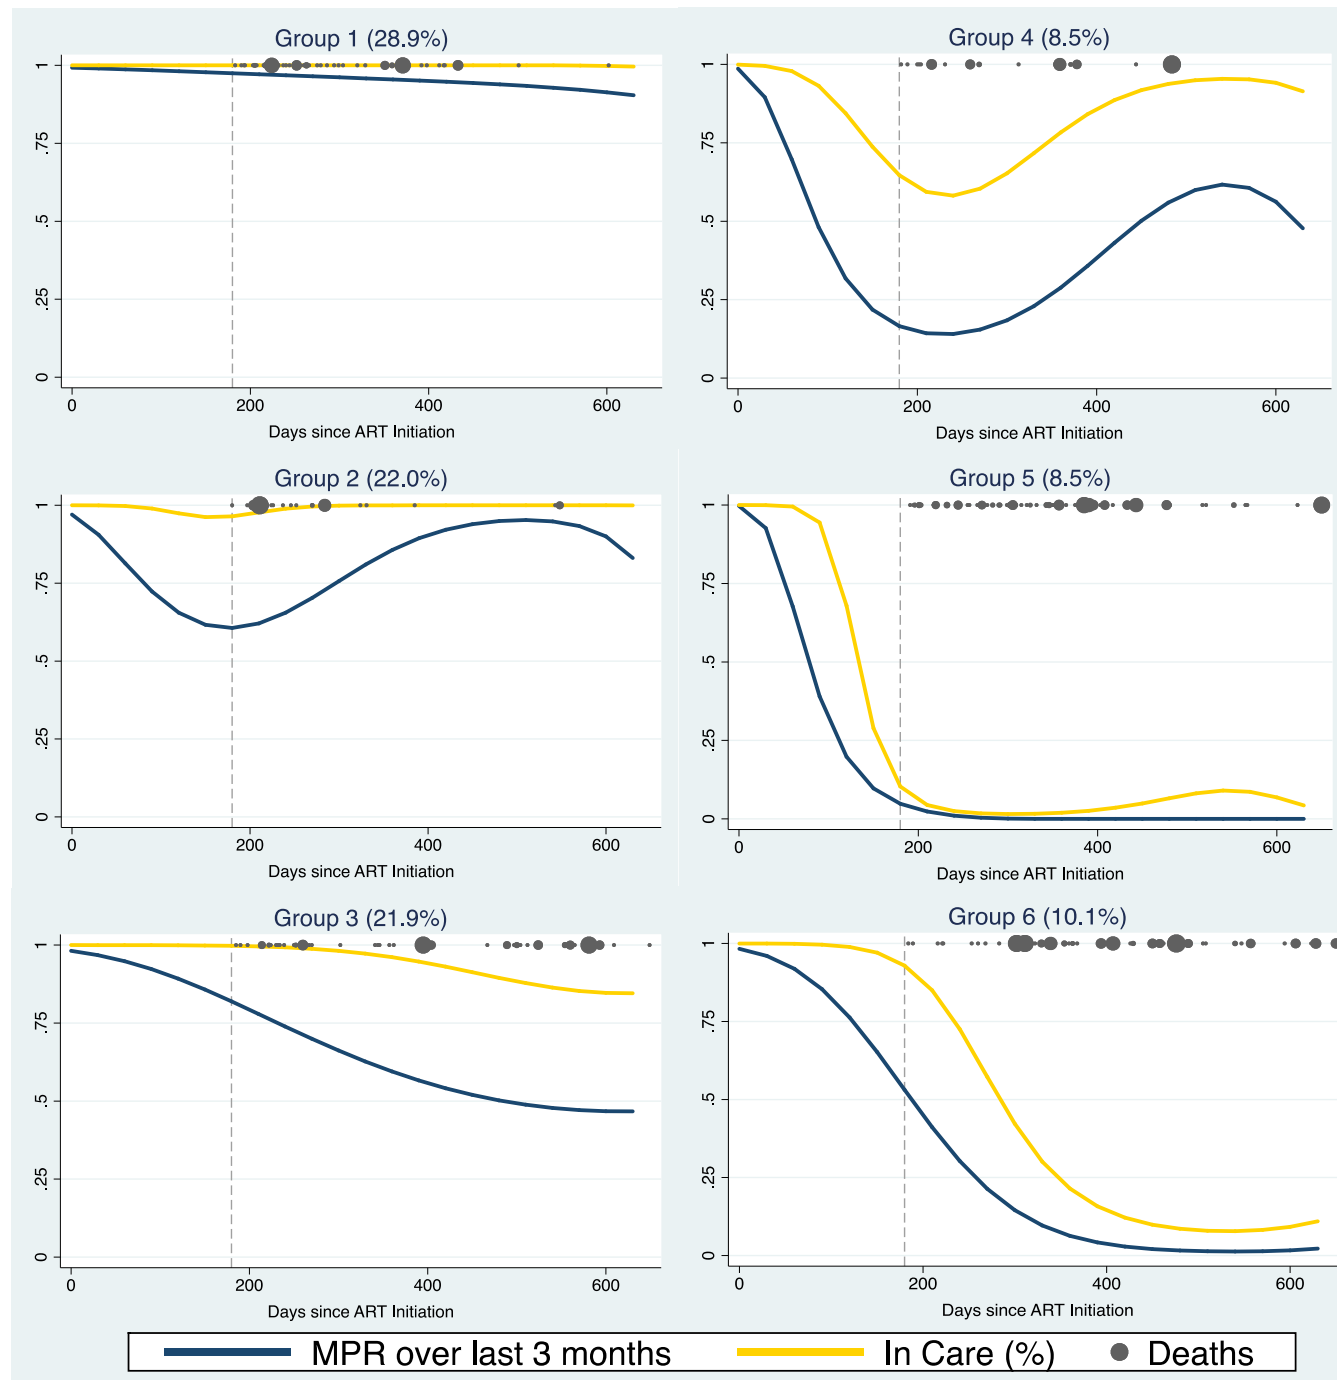 Group 1 (28.9%)
1
.75
.5
.25
0
0 200 400 600
Days since ART Initiation
Group 4 (8.5%)
1
.75
.5
.25
0
0 200 400 600
Days since ART Initiation
Group 2 (22.0%)
1
.75
.5
.25
0
0 200 400 600
Days since ART Initiation
Group 5 (8.5%)
1
.75
.5
.25
0
0 200 400 600
Days since ART Initiation
Group 3 (21.9%)
1
.75
.5
.25
0
0 200 400 600
Days since ART Initiation
Group 6 (10.1%)
1
.75
.5
.25
0
0 200 400 600
Days since ART Initiation
MPR over last 3 months In Care (%) Deaths